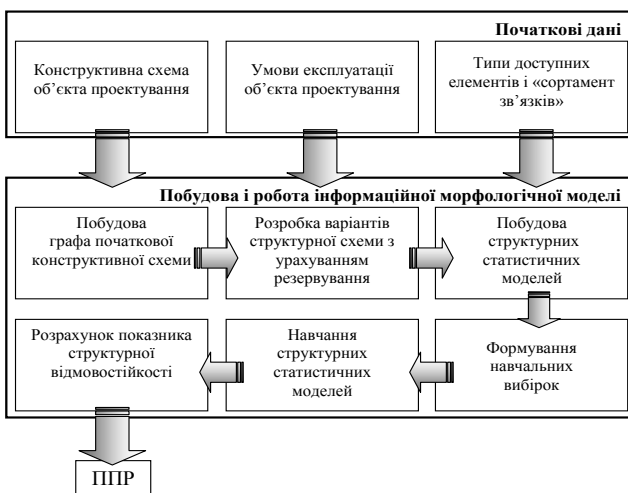 Початкові дані
Конструктивна схема
об’єкта проектування
Умови експлуатації
об’єкта проектування
Типи доступних
елементів і «сортамент
зв’язків»
Побудова і робота інформаційної морфологічної моделі
Побудова
графа початкової
конструктивної схеми
Розробка варіантів
структурної схеми з
урахуванням
резервування
Побудова
структурних
статистичних
моделей
Розрахунок показника
структурної
відмовостійкості
Навчання
структурних
статистичних
моделей
Формування
навчальних
вибірок
ППР